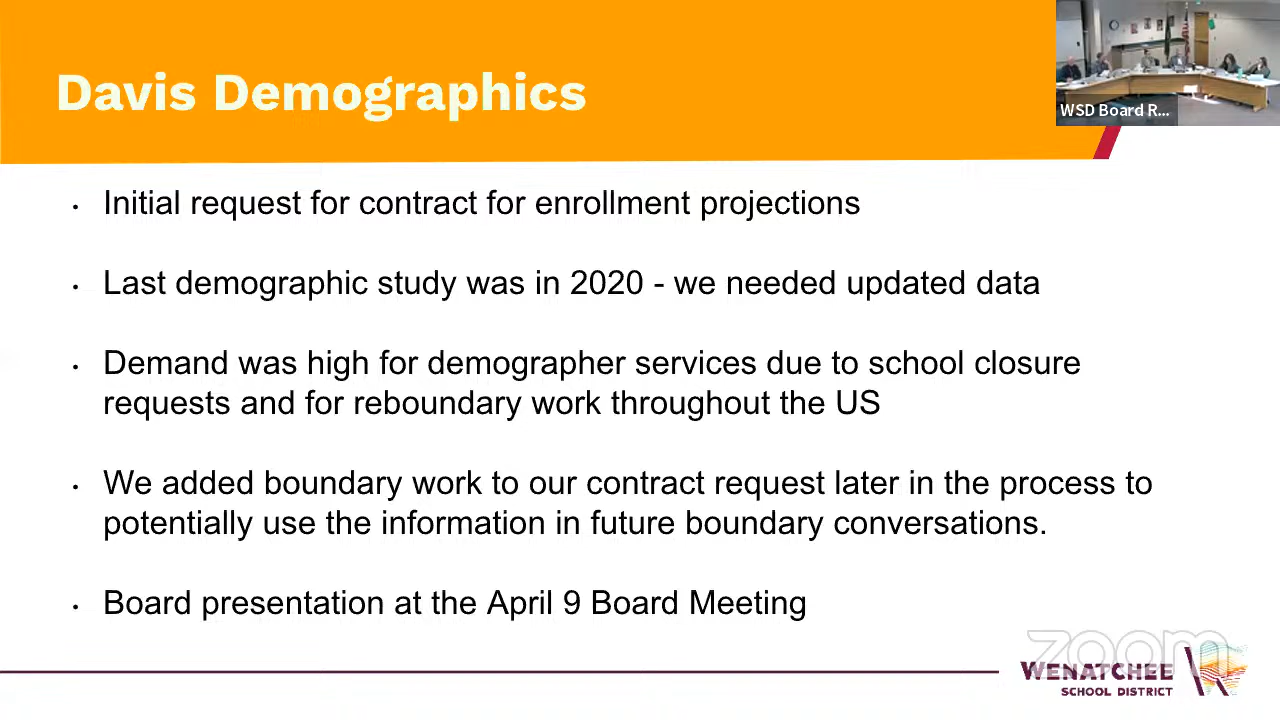 Davis Demographics
WSD Board R...
• Initial request for contract for enrollment projections
• Last demographic study was in 2020 - we needed updated data
• Demand was high for demographer services due to school closure
requests and for reboundary work throughout the US
• We added boundary work to our contract request later in the process to
potentially use the information in future boundary conversations.
• Board presentation at the April 9 Board Meeting
zoom
WENATCHEE
SCHOOL DISTRICT